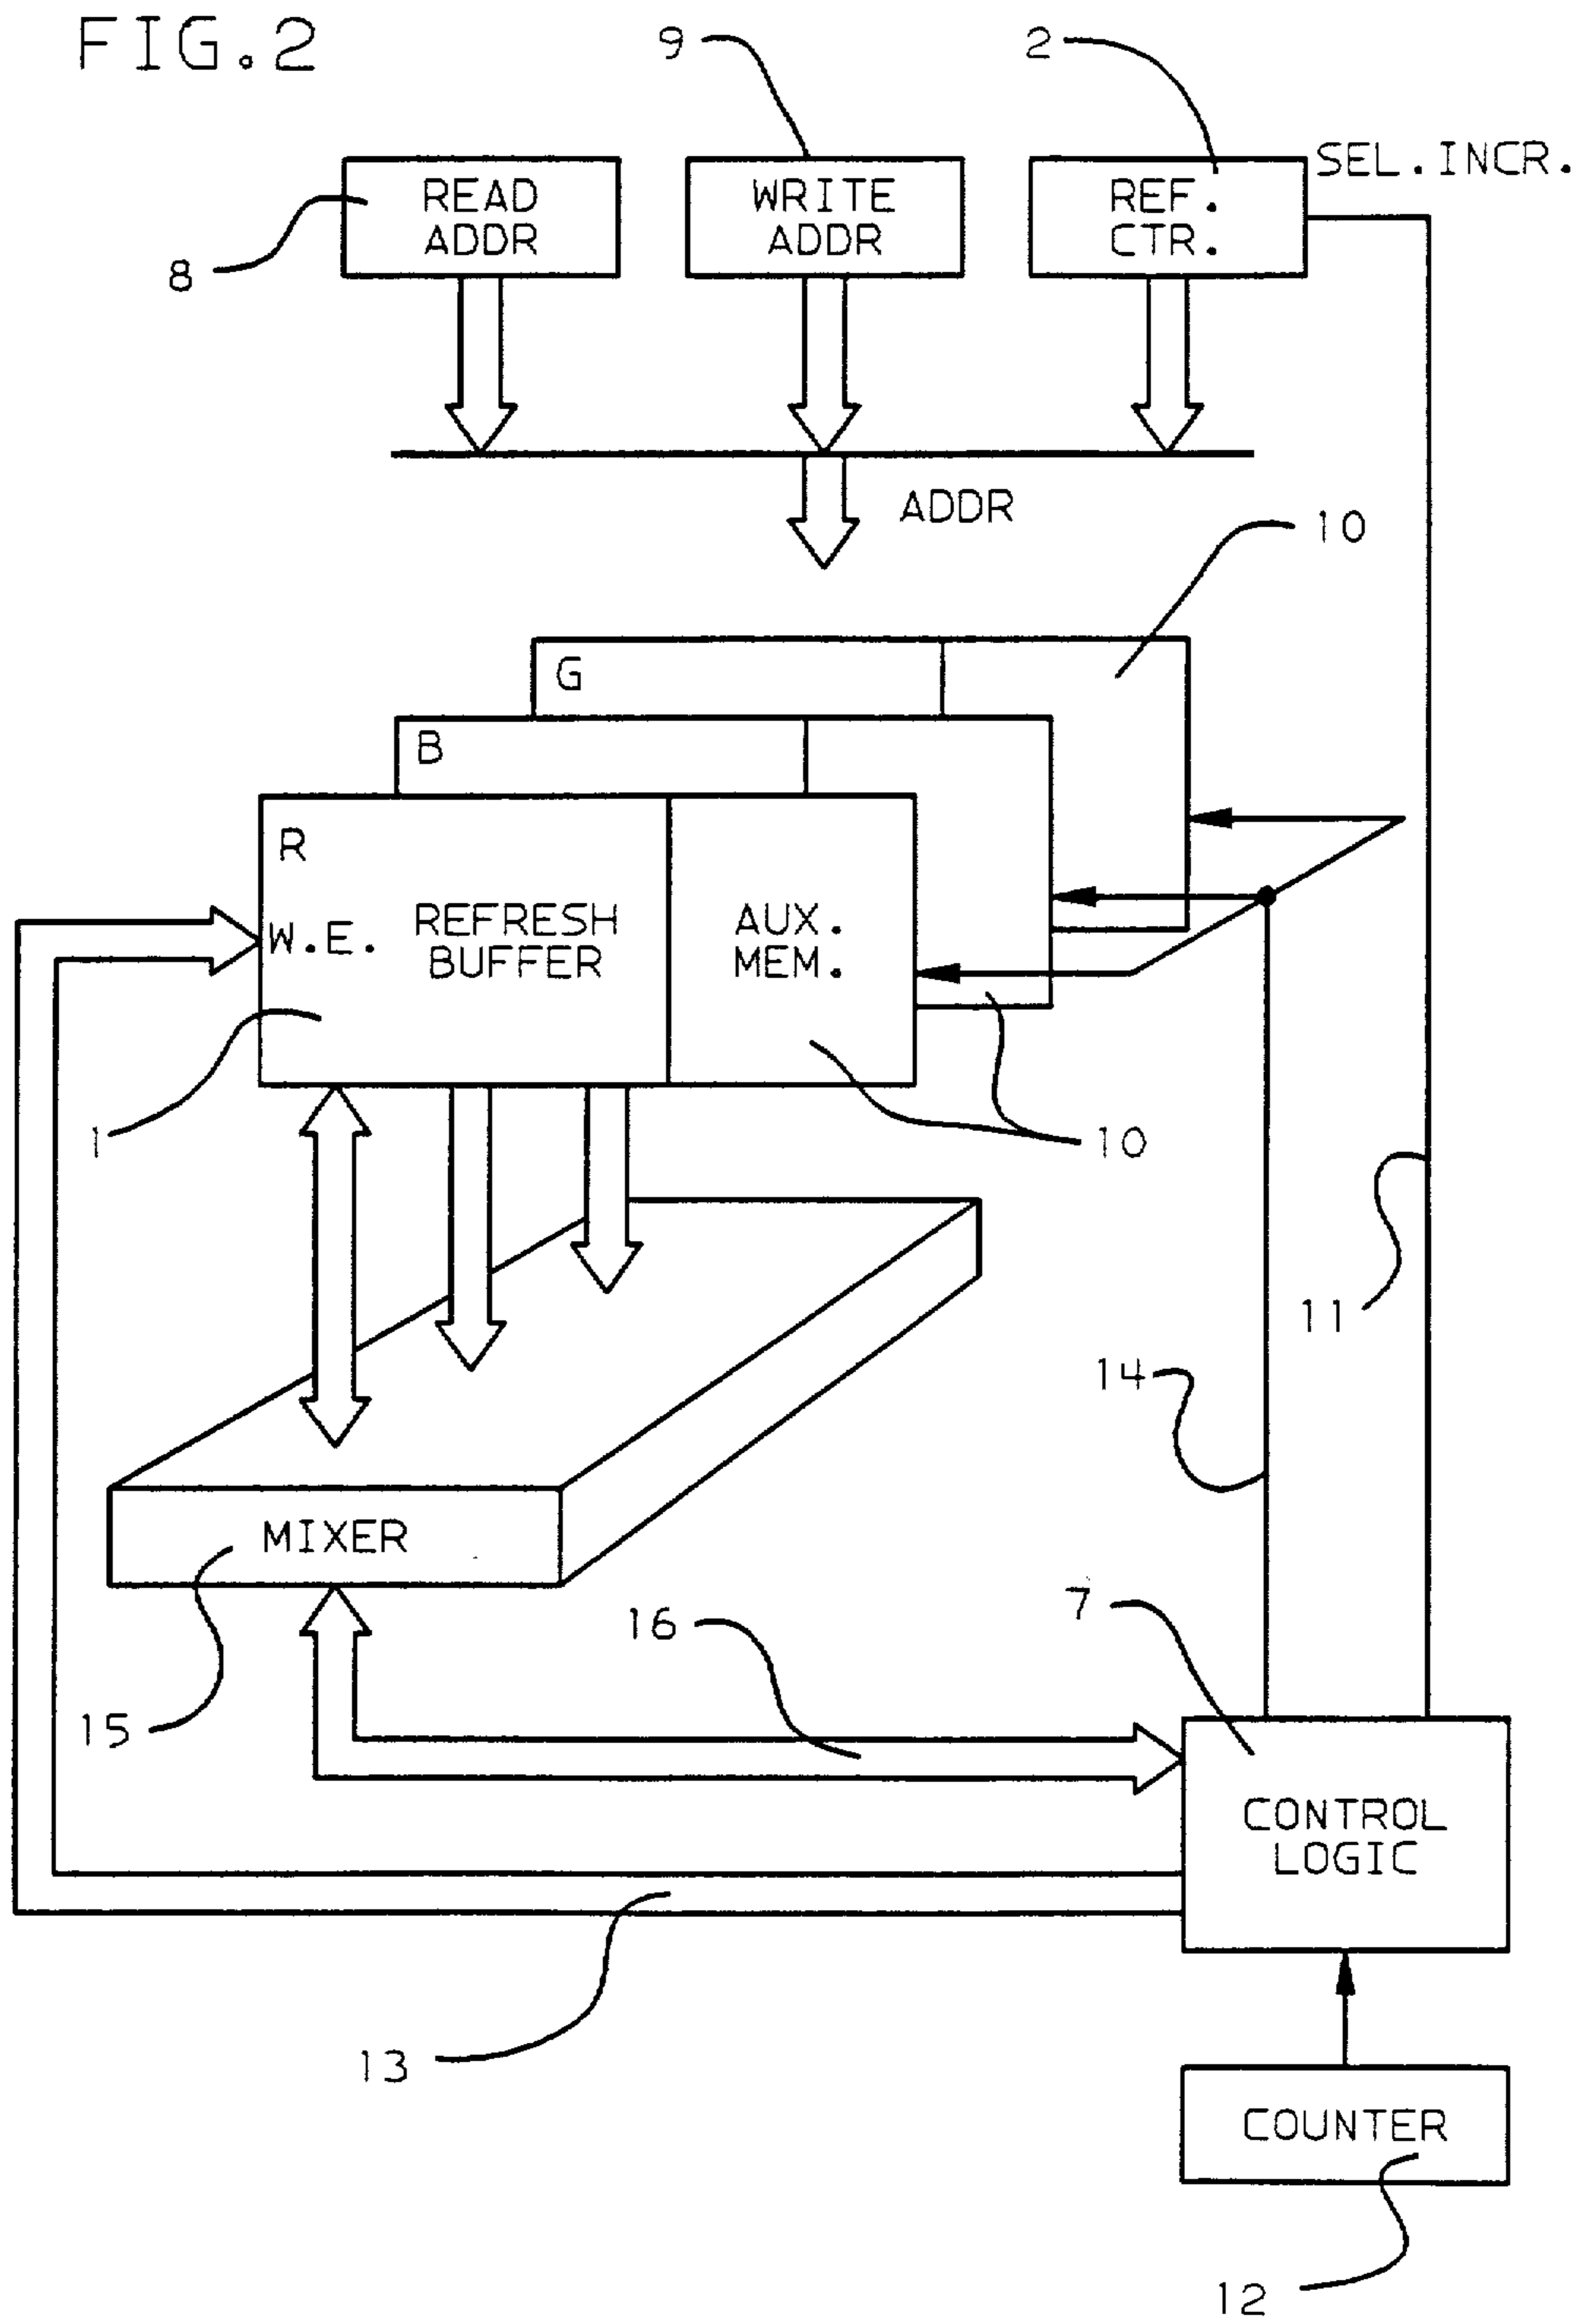 FIG.2
9
2
SEL.INCR.
READ
ADDR
WRITE
ADDR
REF.
CTR.
8
ADDR
10
G
B
R
W.E.
REFRESH
BUFFER
AUX.
MEM.
1
10
11
14
MIXER
7
16
15
CONTROL
LOGIC
13
COUNTER
12